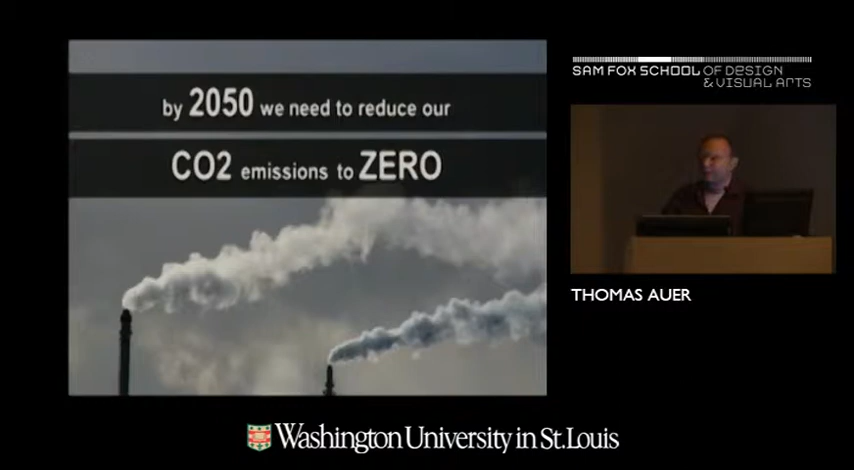 by 2050 we need to reduce our
CO2 emissions to ZERO
SAM FOX SCHOOL OF DESIGN
& VISUAL ARTS
THOMAS AUER
Washington University in St. Louis